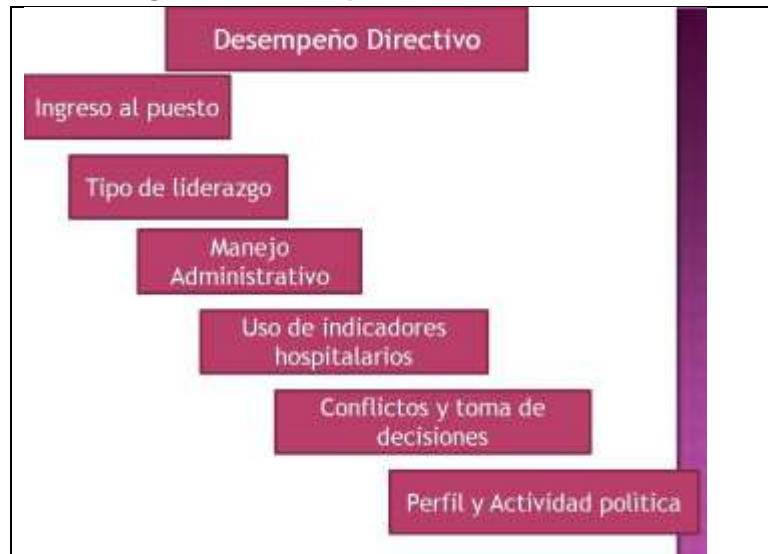 Desempeño Directivo
Ingreso al puesto
Tipo de liderazgo
Manejo
Administrativo
Uso de indicadores
hospitalarios
Conflictos y toma de
decisiones
Perfil y Actividad política